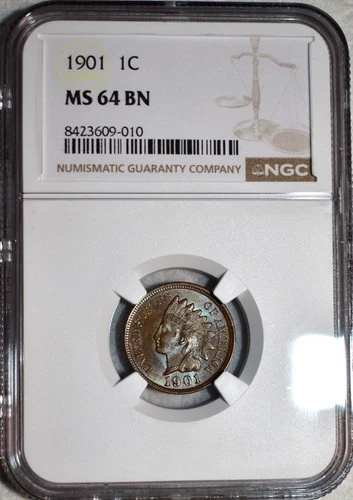 1901 1C
MS 64 BN
8423609-010
NUMISMATIC GUARANTY COMPANY
NGC
UNITED STATES OF AMERICA
1901